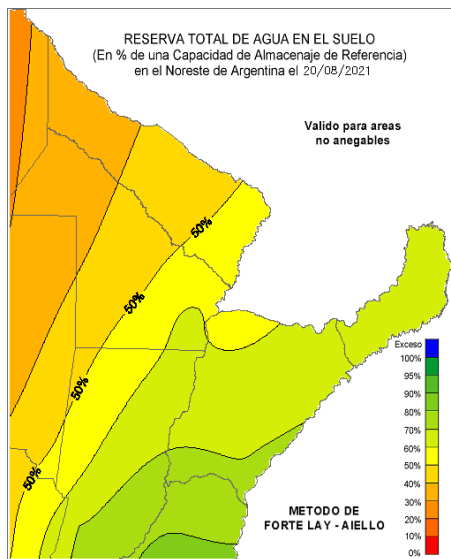 RESERVA TOTAL DE AGUA EN EL SUELO
(En % de una Capacidad de Almacenaje de Referencia)
en el Noreste de Argentina el 20/08/2021
Valido para areas
no anegables
50%
50%
50%
50%
Exceso
100%
95%
90%
80%
70%
60%
50%
40%
30%
20%
10%
0%
METODO DE
FORTE LAY - AIELLO